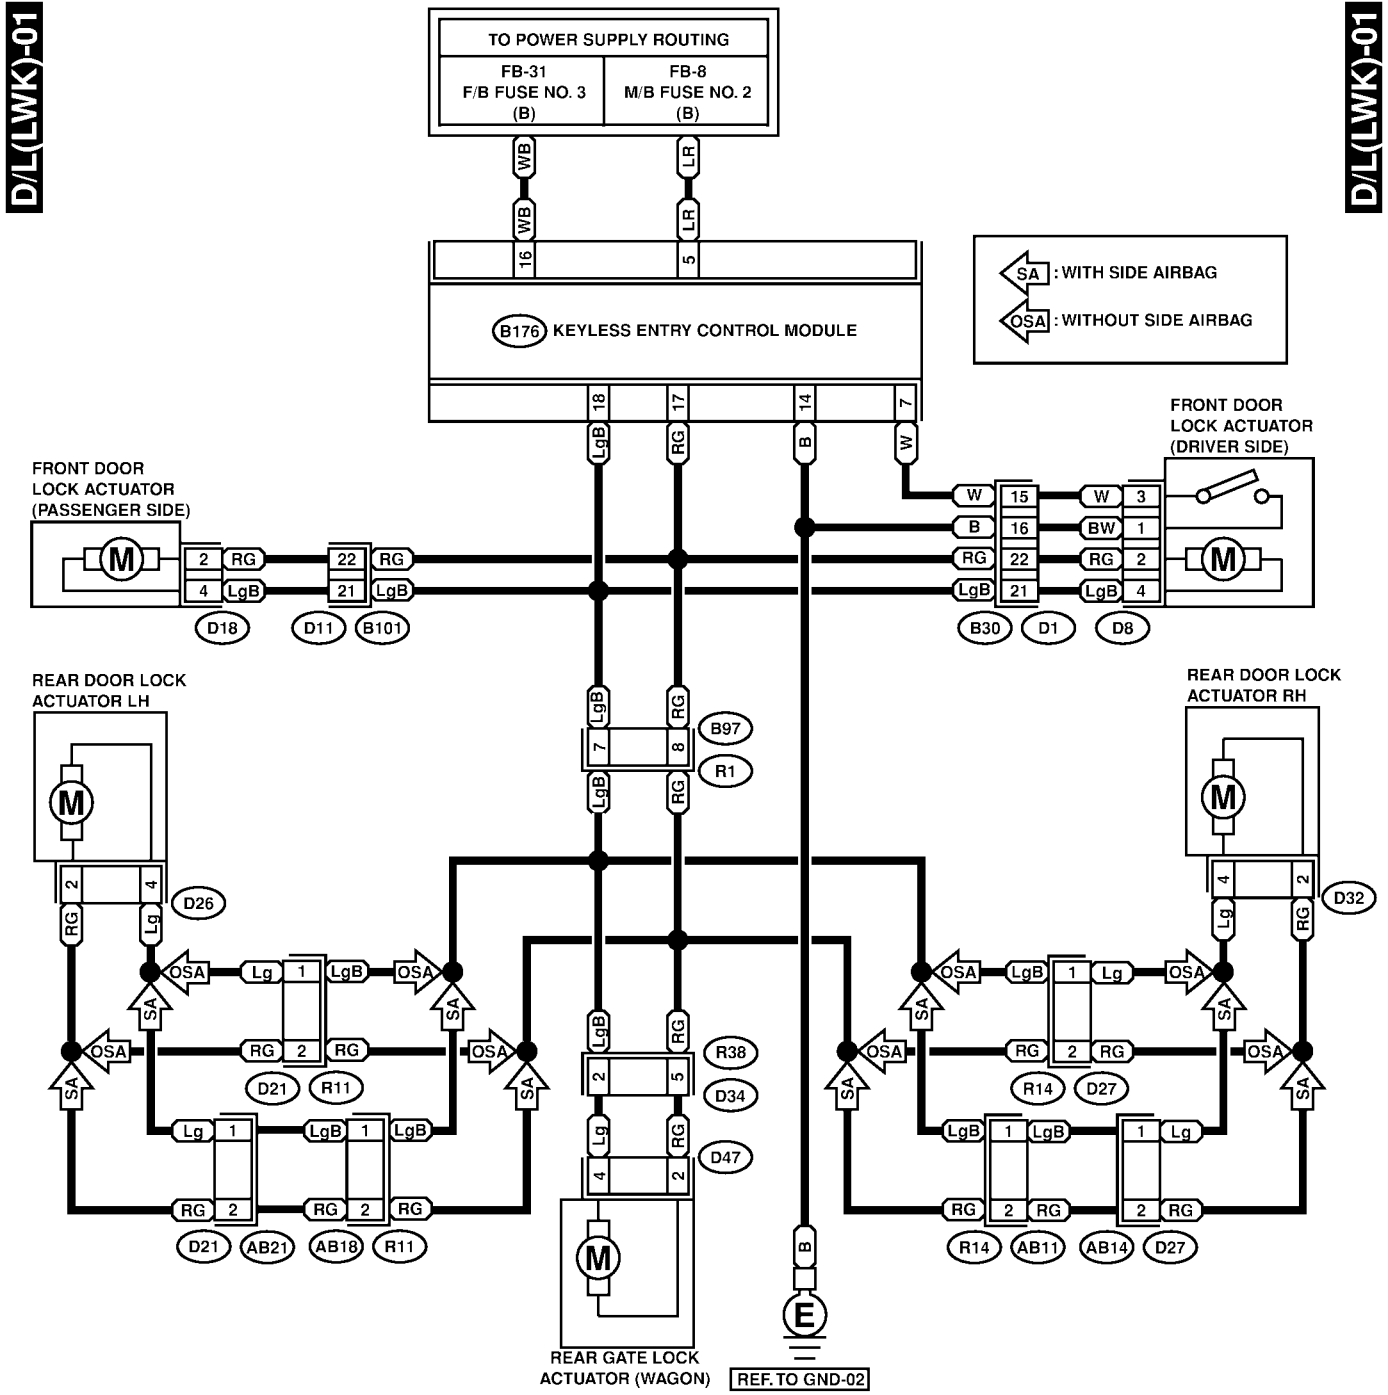 D/L(LWK)-01
D/L(LWK)-01
TO POWER SUPPLY ROUTING
FB-31
F/B FUSE NO. 3
(B)
FB-8
M/B FUSE NO. 2
(B)
WB
LR
WB
LR
16
5
B176 KEYLESS ENTRY CONTROL MODULE
SA : WITH SIDE AIRBAG
OSA : WITHOUT SIDE AIRBAG
18
17
14
7
LgB
RG
B
W
FRONT DOOR
LOCK ACTUATOR
(DRIVER SIDE)
W 15 W 3
B 16 BW 1
RG 22 RG 2
LgB 21 LgB 4
M
B30 D1 D8
FRONT DOOR
LOCK ACTUATOR
(PASSENGER SIDE)
M
2 RG 22 RG
4 LgB 21 LgB
D18 D11 B101
LgB
RG
7
8
B97
R1
LgB
RG
REAR DOOR LOCK
ACTUATOR LH
M
2
4
D26
RG
Lg
REAR DOOR LOCK
ACTUATOR RH
M
4
2
D32
Lg
RG
OSA Lg 1 LgB OSA
SA
SA
OSA RG 2 RG OSA
D21 R11
SA
SA
Lg 1 LgB 1 LgB
RG 2 RG 2 RG
D21 AB21 AB18 R11
OSA LgB 1 Lg OSA
SA
SA
OSA RG 2 RG OSA
R14 D27
SA
SA
LgB 1 LgB 1 Lg
RG 2 RG 2 RG
R14 AB11 AB14 D27
LgB
RG
2
5
R38
D34
Lg
RG
4
2
D47
M
REAR GATE LOCK
ACTUATOR (WAGON)
B
E
REF. TO GND-02